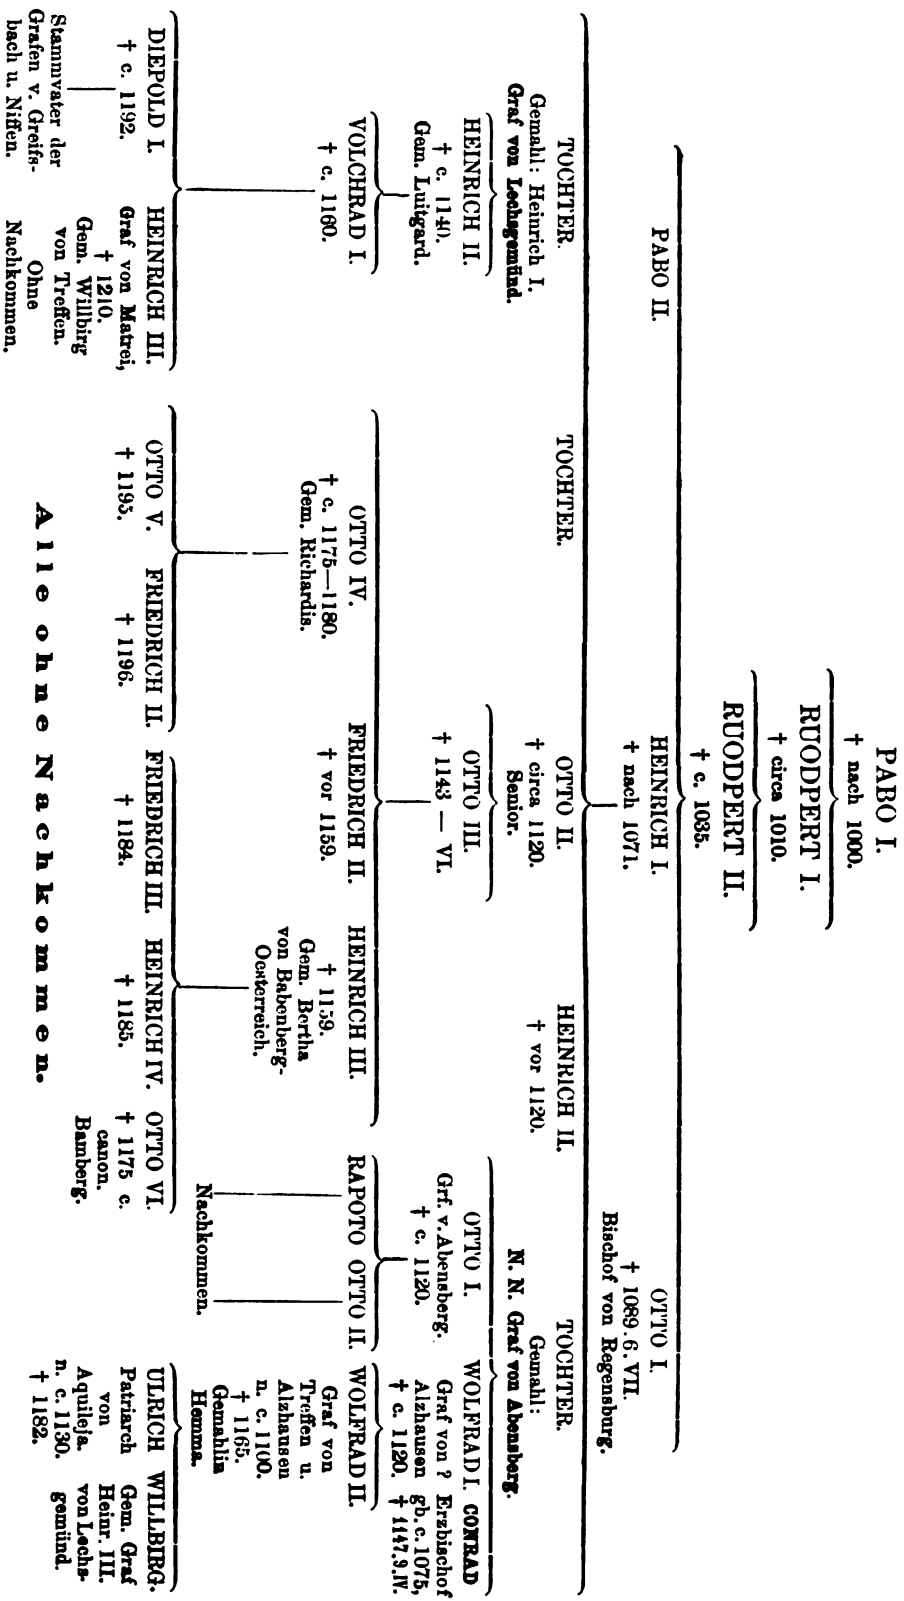 PABO I.
† nach 1000.
RUODPERT I.
† circa 1010.
RUODPERT II.
† c. 1035.
PABO II.
HEINRICH I.
† nach 1071.
OTTO I.
† 1089.6.VII.
Bischof von Regensburg.
TOCHTER.
Gemahl: Heinrich I.
Graf von Lechsgemünd.
TOCHTER.
OTTO II.
† circa 1120.
Senior.
HEINRICH II.
† vor 1120.
TOCHTER.
Gemahl:
N. N. Graf von Abensberg.
HEINRICH II.
† c. 1140.
Gem. Luitgard.
OTTO III.
† 1143 — VI.
OTTO I.
Grf. v. Abensberg.
† c. 1120.
WOLFRAD I.
Graf von ?
Alzhausen
† c. 1120.
CONRAD
Erzbischof
gb. c. 1075,
† 1147.9.IV.
VOLCHRAD I.
† c. 1160.
OTTO IV.
† c. 1175—1180.
Gem. Richardis.
FRIEDRICH II.
† vor 1159.
HEINRICH III.
† 1159.
Gem. Bertha
von Babenberg-
Oesterreich.
RAPOTO
OTTO II.
Nachkommen.
WOLFRAD II.
Graf von
Treffen u.
Alzhausen
n. c. 1100.
† 1165.
Gemahlin
Hemma.
DIEPOLD I.
† c. 1192.
Stammvater der
Grafen v. Greifs-
bach u. Niffen.
HEINRICH III.
Graf von Matrei,
† 1210.
Gem. Willbirg
von Treffen.
Ohne
Nachkommen.
OTTO V.
† 1195.
FRIEDRICH II.
† 1196.
FRIEDRICH III.
† 1184.
HEINRICH IV.
† 1185.
OTTO VI.
† 1175 c.
canon.
Bamberg.
Alle ohne Nachkommen.
ULRICH
Patriarch
von
Aquileja.
n. c. 1130.
† 1182.
WILLBIRG.
Gem. Graf
Heinr. III.
von Lechs-
gemünd.